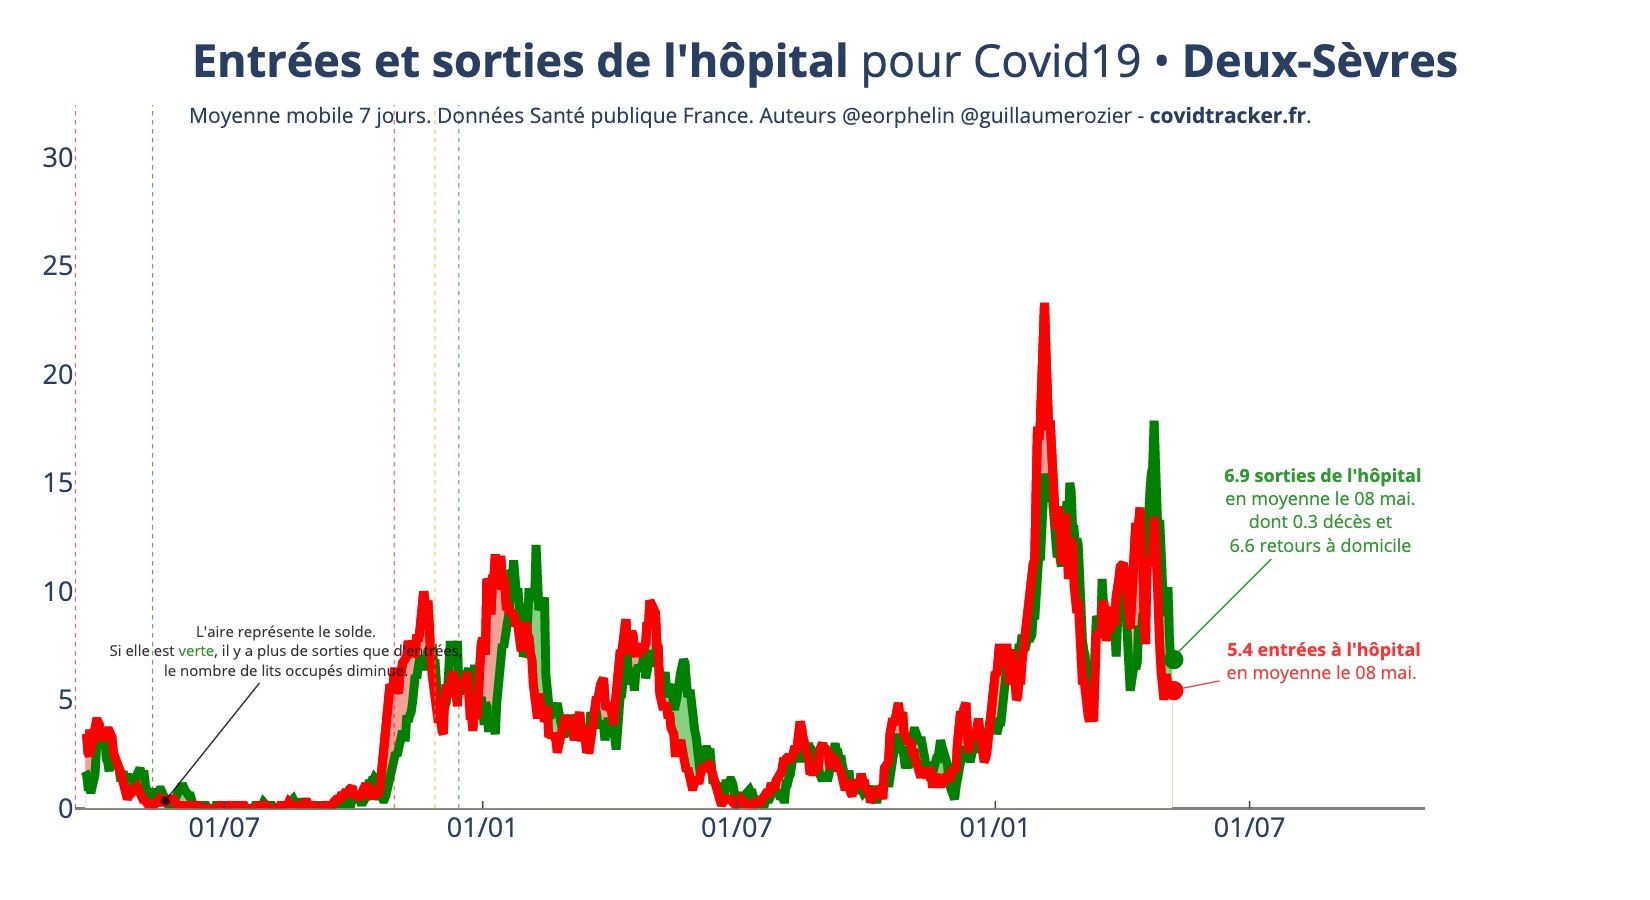 Entrées et sorties de l'hôpital pour Covid19 • Deux-Sèvres
Moyenne mobile 7 jours. Données Santé publique France. Auteurs @eorphelin @guillaumerozier - covidtracker.fr.
30
25
20
15
10
5
0
L'aire représente le solde.
Si elle est verte, il y a plus de sorties que d'entrées,
le nombre de lits occupés diminue.
6.9 sorties de l'hôpital
en moyenne le 08 mai.
dont 0.3 décès et
6.6 retours à domicile
5.4 entrées à l'hôpital
en moyenne le 08 mai.
01/07
01/01
01/07
01/01
01/07